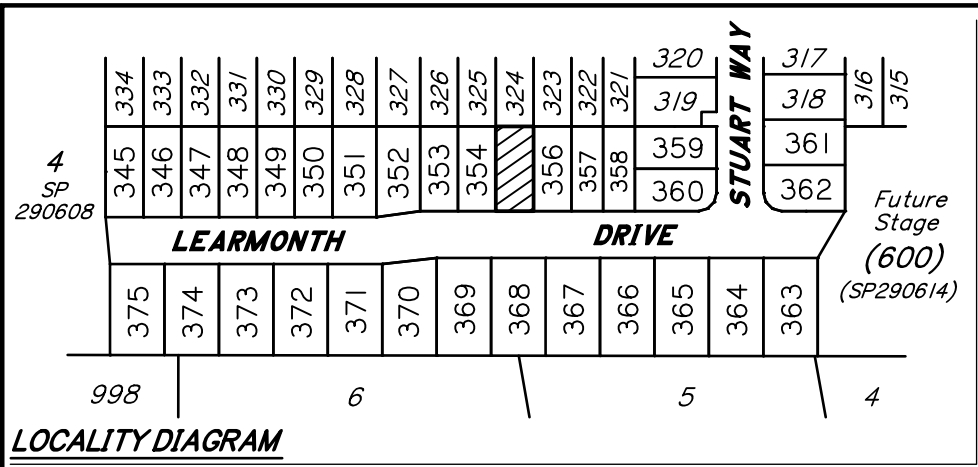 334 333 332 331 330 329 328 327 326 325 324 323 322 321 320 317 316 315
319 STUART WAY 318
4
SP
290608
345 346 347 348 349 350 351 352 353 354 356 357 358 359 361
360 362
Future
Stage
(600)
(SP290614)
LEARMONTH DRIVE
375 374 373 372 371 370 369 368 367 366 365 364 363
998 6 5 4
LOCALITY DIAGRAM